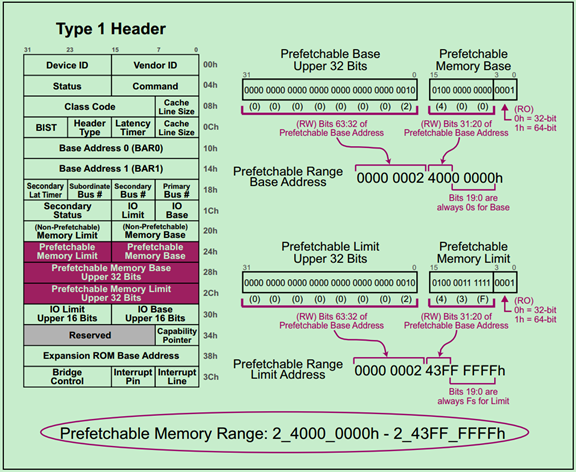 Type 1 Header
31 23 15 7 0
Device ID Vendor ID 00h
Status Command 04h
Class Code Cache Line Size 08h
BIST Header Type Latency Timer Cache Line Size 0Ch
Base Address 0 (BAR0) 10h
Base Address 1 (BAR1) 14h
Secondary Lat Timer Subordinate Bus # Secondary Bus # Primary Bus # 18h
Secondary Status IO Limit IO Base 1Ch
(Non-Prefetchable) Memory Limit (Non-Prefetchable) Memory Base 20h
Prefetchable Memory Limit Prefetchable Memory Base 24h
Prefetchable Memory Base Upper 32 Bits 28h
Prefetchable Memory Limit Upper 32 Bits 2Ch
IO Limit Upper 16 Bits IO Base Upper 16 Bits 30h
Reserved Capability Pointer 34h
Expansion ROM Base Address 38h
Bridge Control Interrupt Pin Interrupt Line 3Ch
Prefetchable Base Upper 32 Bits
31 0
0000 0000 0000 0000 0000 0000 0000 0010
(0) (0) (0) (0) (0) (0) (0) (2)
Prefetchable Memory Base
15 3 0
0100 0000 0000 0001
(4) (0) (0)
(RO)
0h = 32-bit
1h = 64-bit
(RW) Bits 63:32 of Prefetchable Base Address
(RW) Bits 31:20 of Prefetchable Base Address
Prefetchable Range Base Address
0000 0002 4000 0000h
Bits 19:0 are always 0s for Base
Prefetchable Limit Upper 32 Bits
31 0
0000 0000 0000 0000 0000 0000 0000 0010
(0) (0) (0) (0) (0) (0) (0) (2)
Prefetchable Memory Limit
15 3 0
0100 0011 1111 0001
(4) (3) (F)
(RO)
0h = 32-bit
1h = 64-bit
(RW) Bits 63:32 of Prefetchable Base Address
(RW) Bits 31:20 of Prefetchable Base Address
Prefetchable Range Limit Address
0000 0002 43FF FFFFh
Bits 19:0 are always Fs for Limit
Prefetchable Memory Range: 2_4000_0000h - 2_43FF_FFFFh